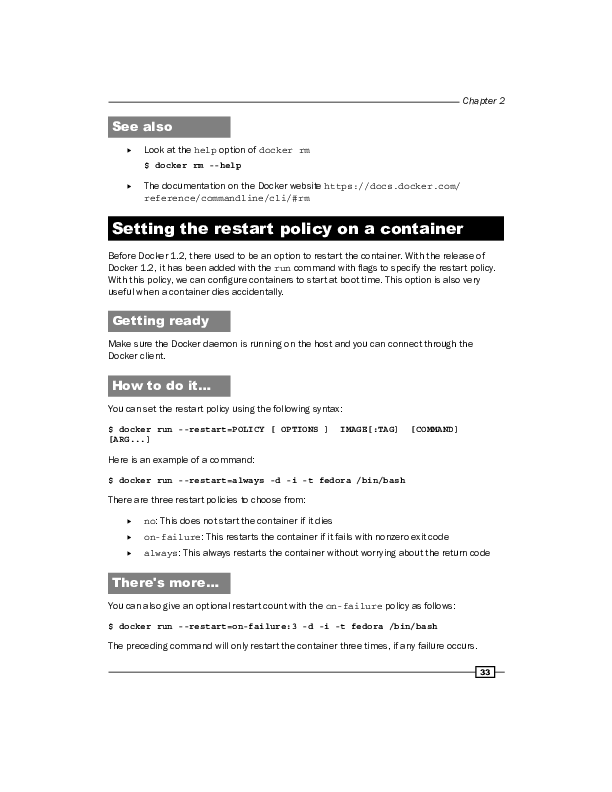 Chapter 2
See also
▸ Look at the help option of docker rm
$ docker rm --help
▸ The documentation on the Docker website https://docs.docker.com/
reference/commandline/cli/#rm
Setting the restart policy on a container
Before Docker 1.2, there used to be an option to restart the container. With the release of
Docker 1.2, it has been added with the run command with flags to specify the restart policy.
With this policy, we can configure containers to start at boot time. This option is also very
useful when a container dies accidentally.
Getting ready
Make sure the Docker daemon is running on the host and you can connect through the
Docker client.
How to do it…
You can set the restart policy using the following syntax:
$ docker run --restart=POLICY [ OPTIONS ]  IMAGE[:TAG]  [COMMAND]
[ARG...]
Here is an example of a command:
$ docker run --restart=always -d -i -t fedora /bin/bash
There are three restart policies to choose from:
▸ no: This does not start the container if it dies
▸ on-failure: This restarts the container if it fails with nonzero exit code
▸ always: This always restarts the container without worrying about the return code
There's more…
You can also give an optional restart count with the on-failure policy as follows:
$ docker run --restart=on-failure:3 -d -i -t fedora /bin/bash
The preceding command will only restart the container three times, if any failure occurs.
33